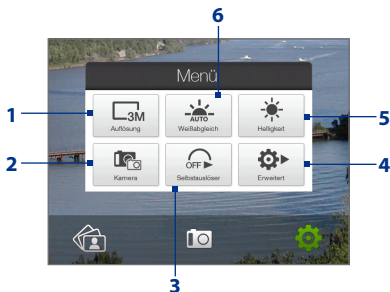 6
Menü
1
3M
AUTO
5
Auflösung
Weißabgleich
Helligkeit
2
OFF
4
Kamera
Selbstauslöser
Erweitert
3